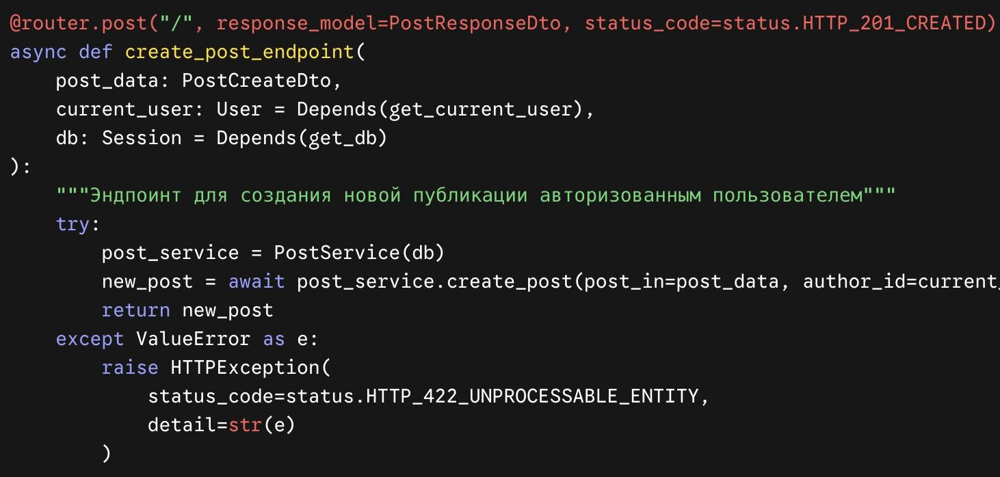 @router.post("/", response_model=PostResponseDto, status_code=status.HTTP_201_CREATED)
async def create_post_endpoint(
    post_data: PostCreateDto,
    current_user: User = Depends(get_current_user),
    db: Session = Depends(get_db)
):
    """Эндпоинт для создания новой публикации авторизованным пользователем"""
    try:
        post_service = PostService(db)
        new_post = await post_service.create_post(post_in=post_data, author_id=current_
        return new_post
    except ValueError as e:
        raise HTTPException(
            status_code=status.HTTP_422_UNPROCESSABLE_ENTITY,
            detail=str(e)
        )